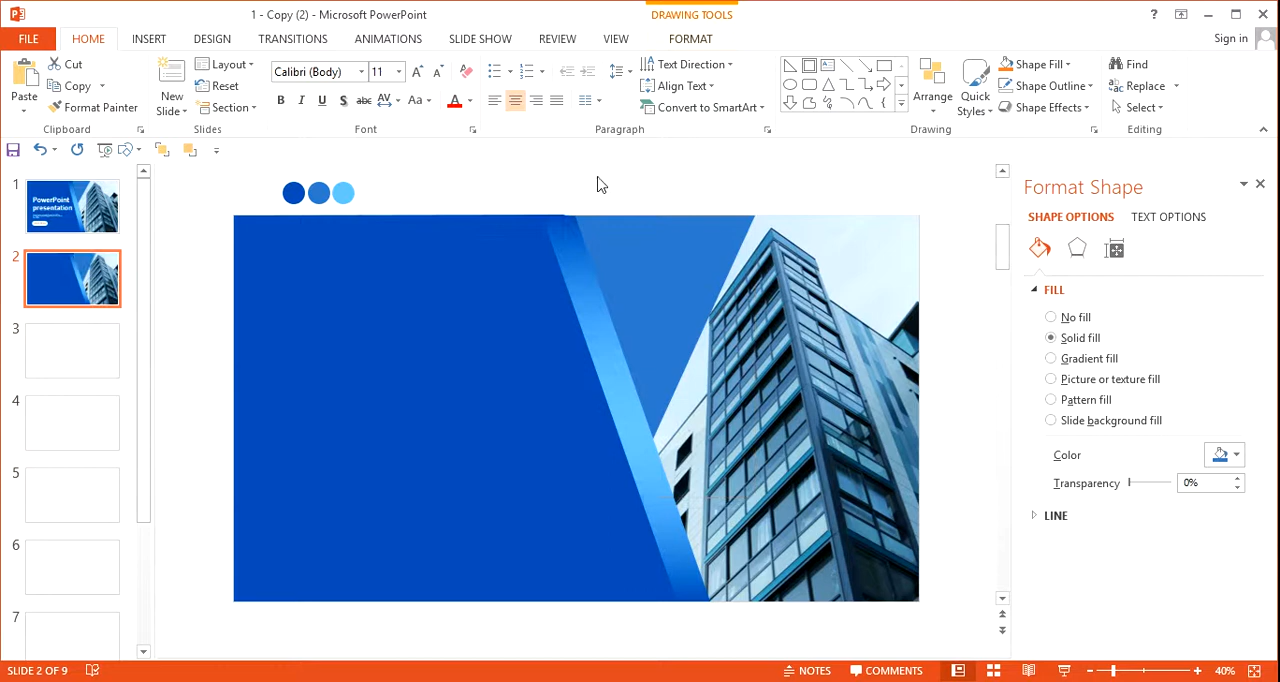 1 - Copy (2) - Microsoft PowerPoint
DRAWING TOOLS
?
FILE HOME INSERT DESIGN TRANSITIONS ANIMATIONS SLIDE SHOW REVIEW VIEW FORMAT
Sign in
Paste
Cut
Copy
Format Painter
Clipboard
New Slide
Layout
Reset
Section
Slides
Calibri (Body) 11
B I U S abc AV Aa A
Font
Text Direction
Align Text
Convert to SmartArt
Paragraph
Arrange
Quick Styles
Shape Fill
Shape Outline
Shape Effects
Drawing
Find
Replace
Select
Editing
1
PowerPoint
presentation
2
3
4
5
6
7
Format Shape
SHAPE OPTIONS TEXT OPTIONS
FILL
No fill
Solid fill
Gradient fill
Picture or texture fill
Pattern fill
Slide background fill
Color
Transparency 0%
LINE
SLIDE 2 OF 9
NOTES COMMENTS 40%